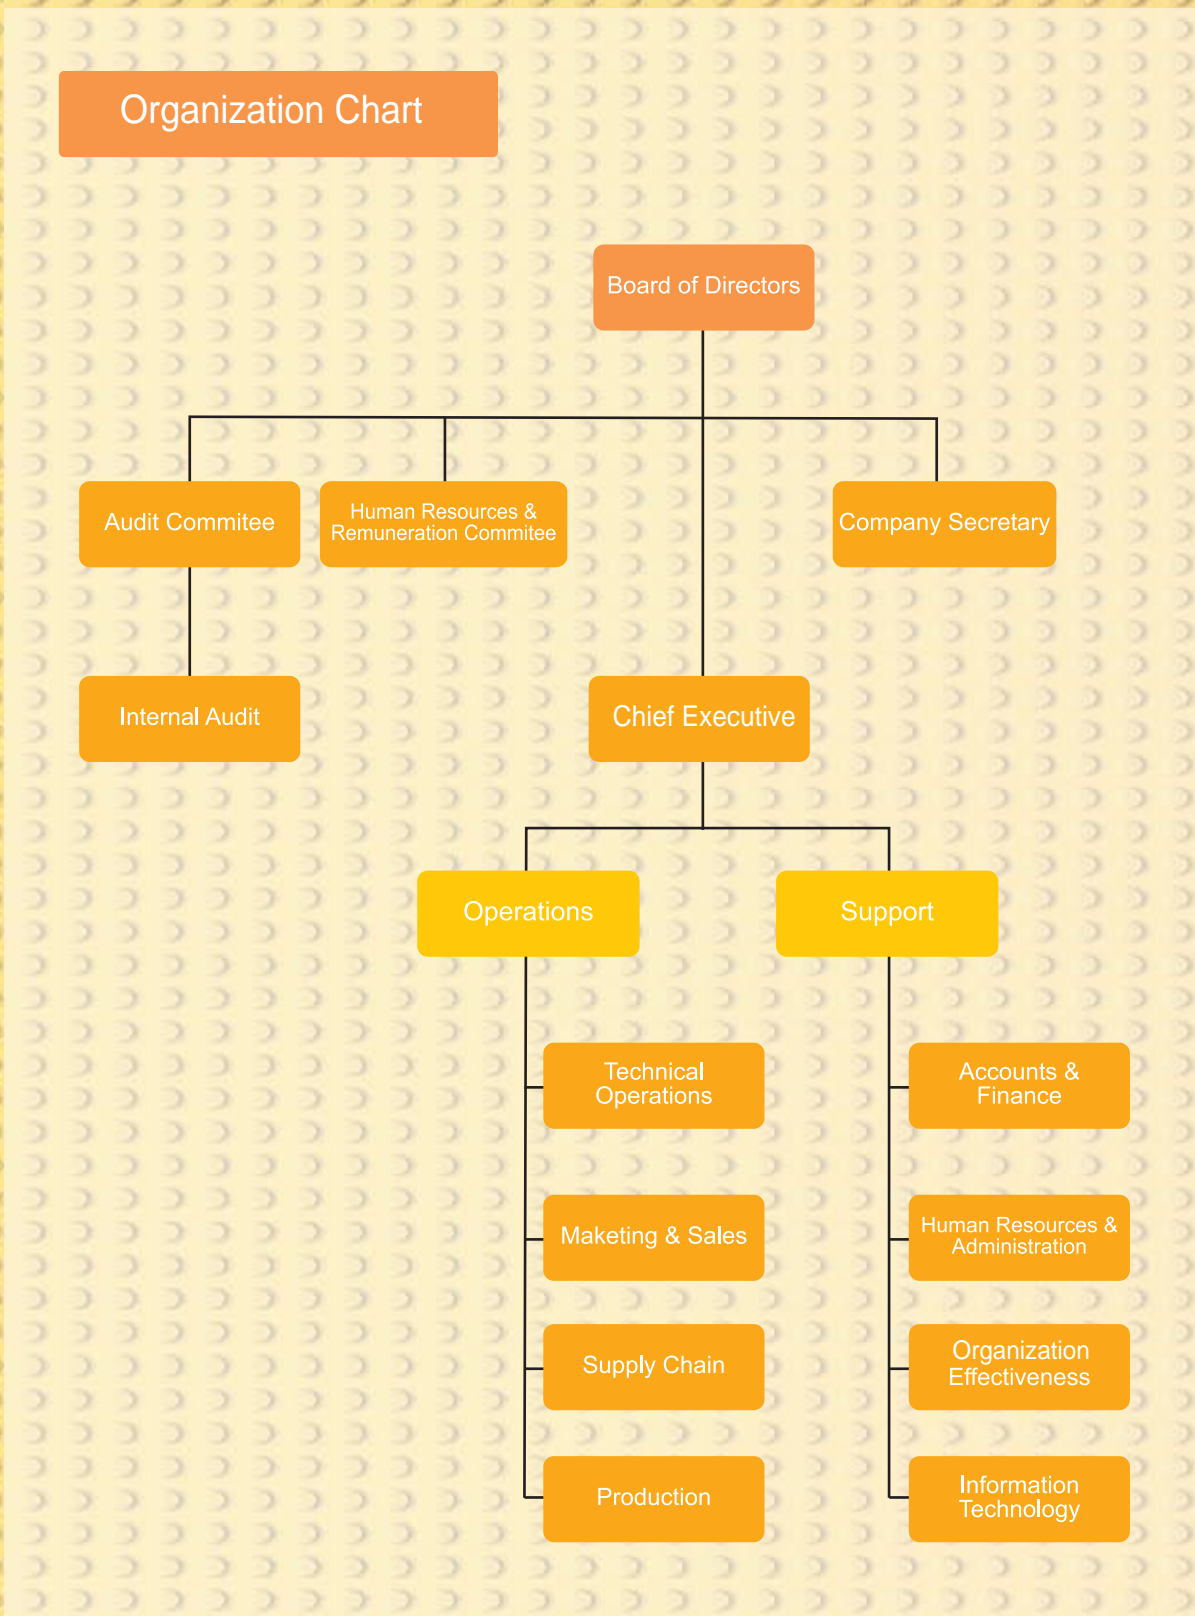 Organization Chart
Board of Directors
Audit Commitee
Human Resources &
Remuneration Commitee
Company Secretary
Internal Audit
Chief Executive
Operations
Support
Technical
Operations
Accounts &
Finance
Maketing & Sales
Human Resources &
Administration
Supply Chain
Organization
Effectiveness
Production
Information
Technology